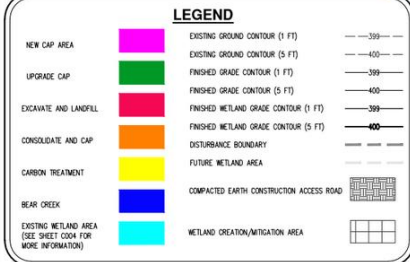 LEGEND
NEW CAP AREA
UPGRADE CAP
EXCAVATE AND LANDFILL
CONSOLIDATE AND CAP
CARBON TREATMENT
BEAR CREEK
EXISTING WETLAND AREA
(SEE SHEET C004 FOR
MORE INFORMATION)
EXISTING GROUND CONTOUR (1 FT) 399
EXISTING GROUND CONTOUR (5 FT) 400
FINISHED GRADE CONTOUR (1 FT) 399
FINISHED GRADE CONTOUR (5 FT) 400
FINISHED WETLAND GRADE CONTOUR (1 FT) 399
FINISHED WETLAND GRADE CONTOUR (5 FT) 400
DISTURBANCE BOUNDARY
FUTURE WETLAND AREA
COMPACTED EARTH CONSTRUCTION ACCESS ROAD
WETLAND CREATION/MITIGATION AREA